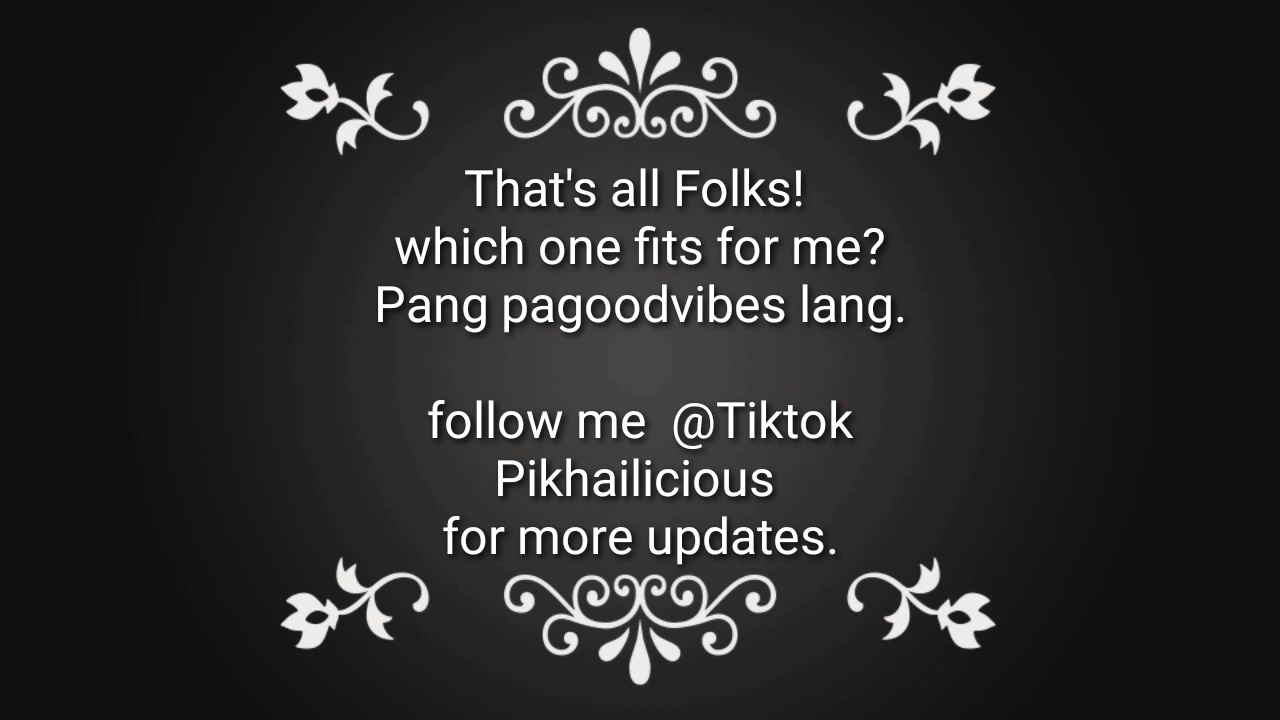 That's all Folks!
which one fits for me?
Pang pagoodvibes lang.
follow me  @Tiktok
Pikhailicious
for more updates.